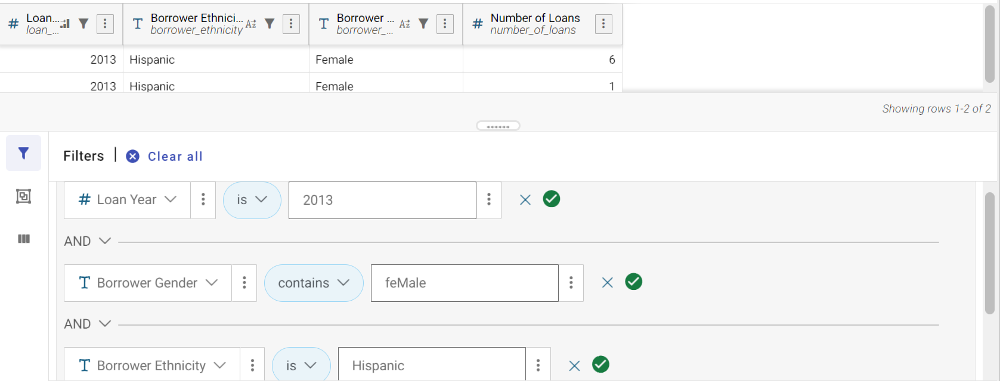 # Loan... T Borrower Ethnici... AZ T Borrower ... AZ # Number of Loans
loan_... borrower_ethnicity borrower_... number_of_loans
2013 Hispanic Female 6
2013 Hispanic Female 1
Showing rows 1-2 of 2
Filters | Clear all
# Loan Year is 2013
AND
T Borrower Gender contains feMale
AND
T Borrower Ethnicity is Hispanic